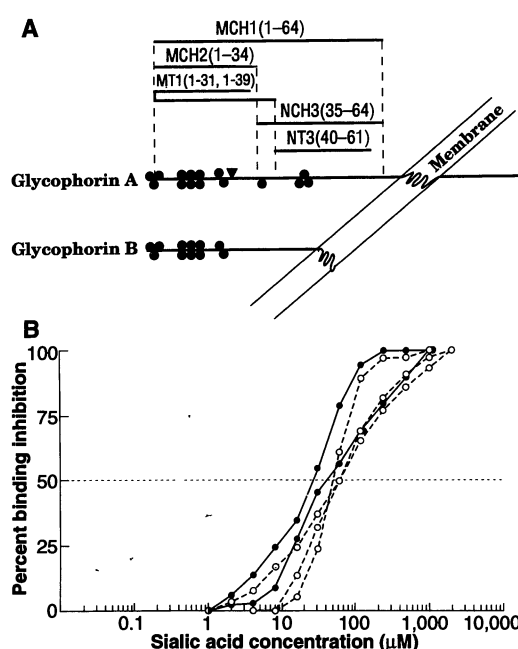 A
MCH1(1–64)
MCH2(1–34)
MT1(1-31, 1-39)
NCH3(35–64)
NT3(40–61)
Membrane
Glycophorin A
Glycophorin B
B
Percent binding inhibition
100
75
50
25
0
0.1 1 10 100 1,000 10,000
Sialic acid concentration (μM)